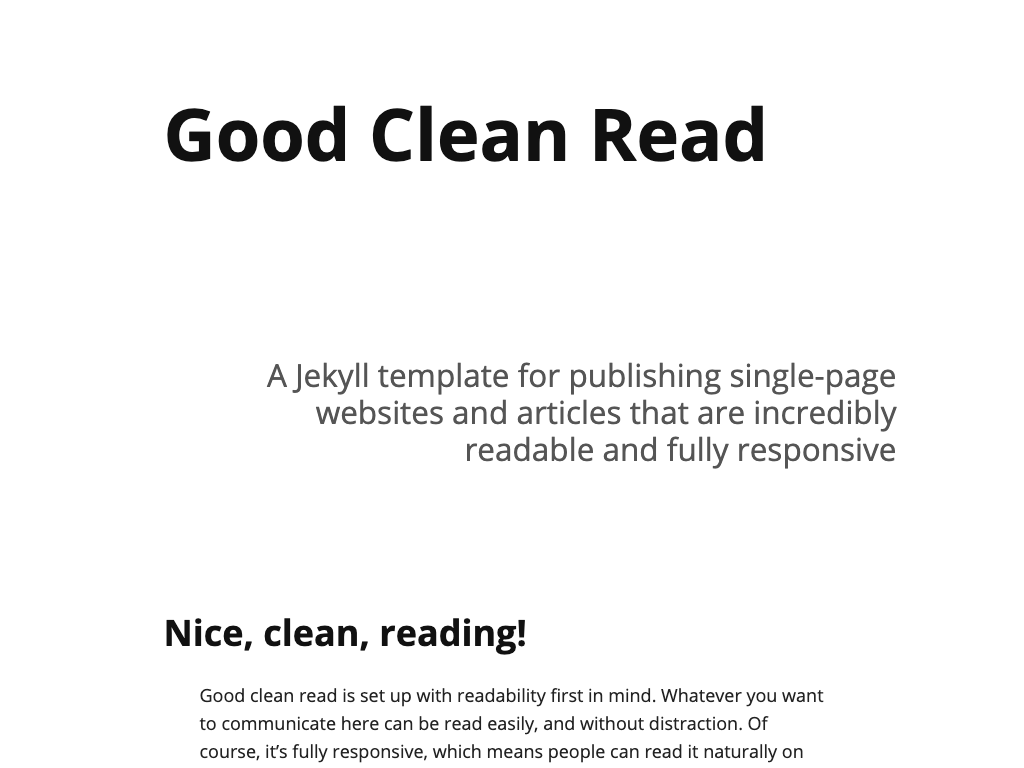 Good Clean Read
A Jekyll template for publishing single-page
websites and articles that are incredibly
readable and fully responsive
Nice, clean, reading!
Good clean read is set up with readability first in mind. Whatever you want
to communicate here can be read easily, and without distraction. Of
course, it’s fully responsive, which means people can read it naturally on